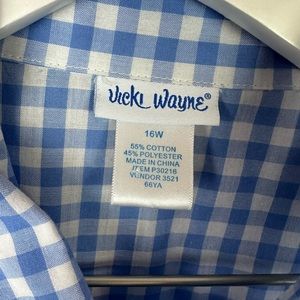 Vicki Wayne®
16W
55% COTTON
45% POLYESTER
MADE IN CHINA
ITEM P30216
VENDOR 3521
66YA